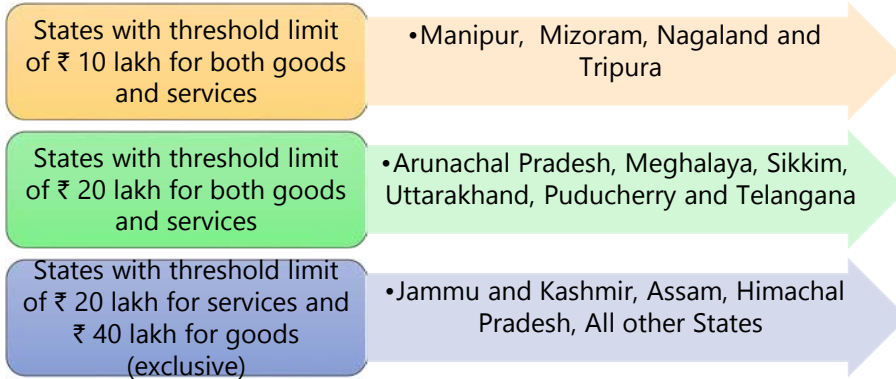 States with threshold limit
of ₹ 10 lakh for both goods
and services
•Manipur, Mizoram, Nagaland and
Tripura
States with threshold limit
of ₹ 20 lakh for both goods
and services
•Arunachal Pradesh, Meghalaya, Sikkim,
Uttarakhand, Puducherry and Telangana
States with threshold limit
of ₹ 20 lakh for services and
₹ 40 lakh for goods
(exclusive)
•Jammu and Kashmir, Assam, Himachal
Pradesh, All other States